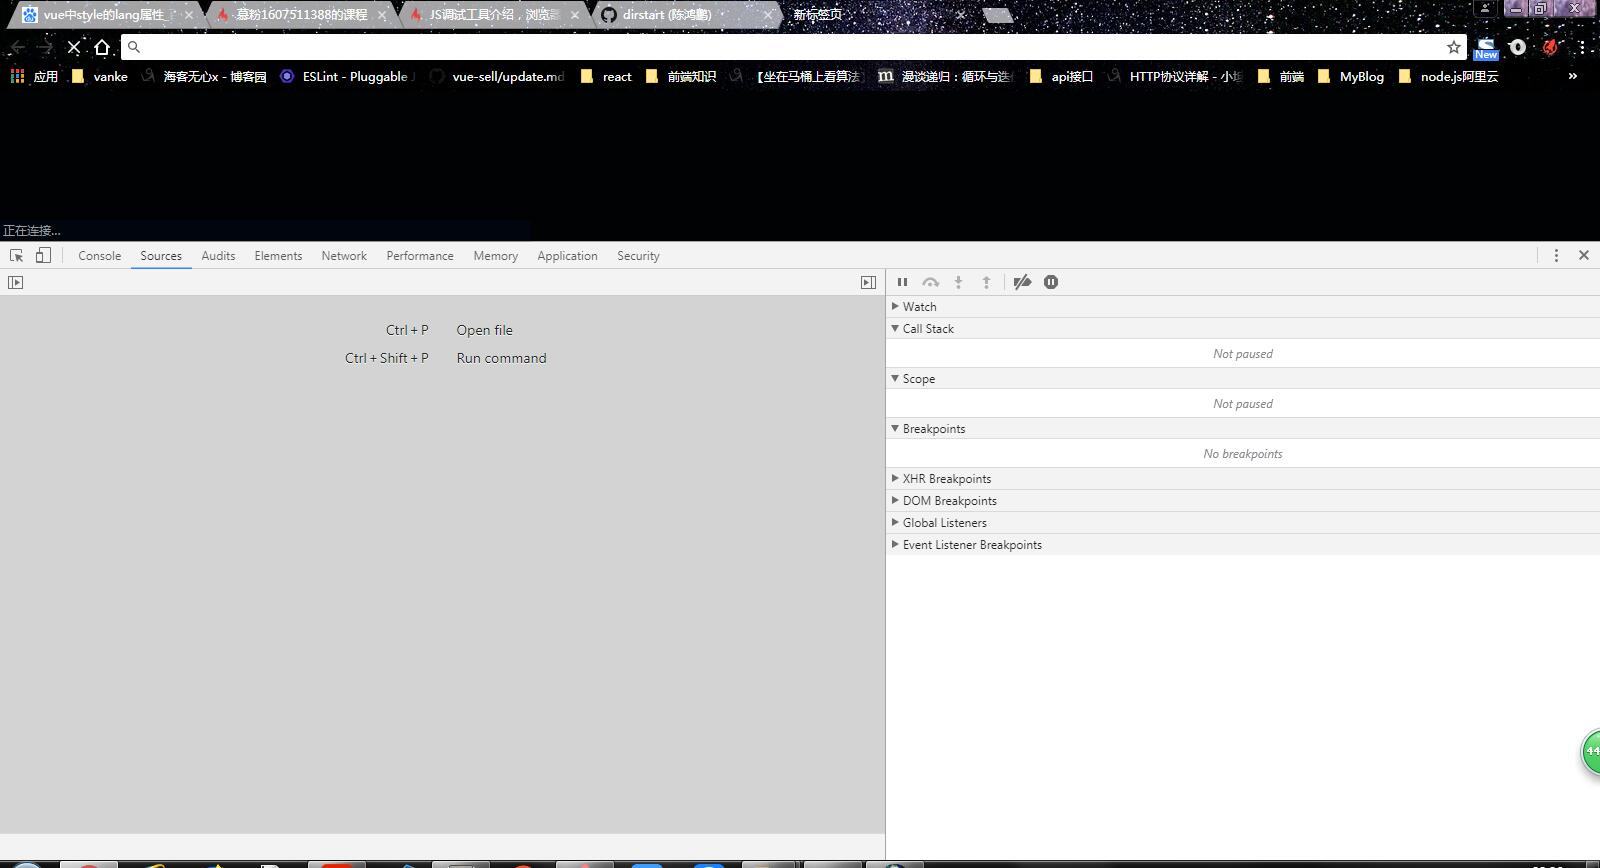 vue中style的lang属性_
慕粉1607511388的课程
JS调试工具介绍，浏览器
dirstart (陈鸿鹏)
新标签页
New
应用
vanke
海客无心x - 博客园
ESLint - Pluggable J
vue-sell/update.md
react
前端知识
【坐在马桶上看算法】
漫谈递归：循环与迭代
api接口
HTTP协议详解 - 小坦
前端
MyBlog
node.js阿里云
»
正在连接...
Console Sources Audits Elements Network Performance Memory Application Security
Ctrl + P Open file
Ctrl + Shift + P Run command
Watch
Call Stack
Not paused
Scope
Not paused
Breakpoints
No breakpoints
XHR Breakpoints
DOM Breakpoints
Global Listeners
Event Listener Breakpoints
44